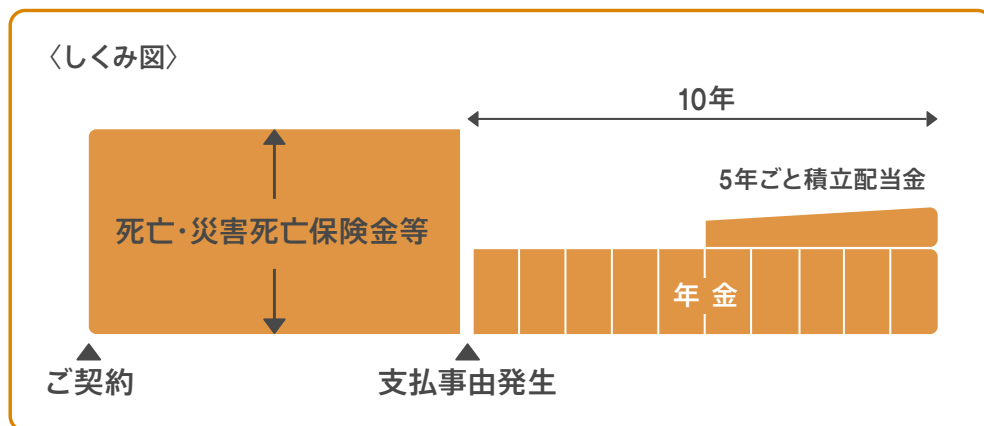 〈しくみ図〉
10年
5年ごと積立配当金
死亡・災害死亡保険金等
年金
ご契約
支払事由発生